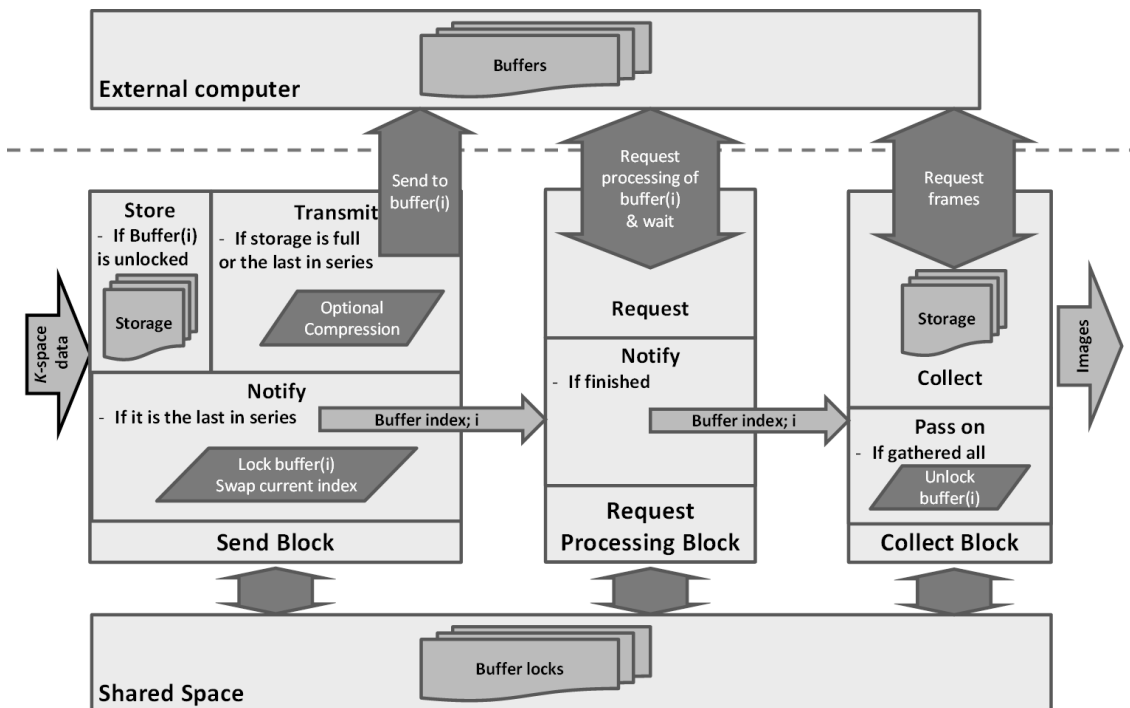 Buffers
External computer
Send to
buffer(i)
Request
processing of
buffer(i)
& wait
Request
frames
Store
- If Buffer(i)
is unlocked
Storage
Transmit
- If storage is full
or the last in series
Optional
Compression
K-space
data
Notify
- If it is the last in series
Buffer index; i
Lock buffer(i)
Swap current index
Send Block
Request
Notify
- If finished
Buffer index; i
Request
Processing Block
Storage
Collect
Images
Pass on
- If gathered all
Unlock
buffer(i)
Collect Block
Buffer locks
Shared Space